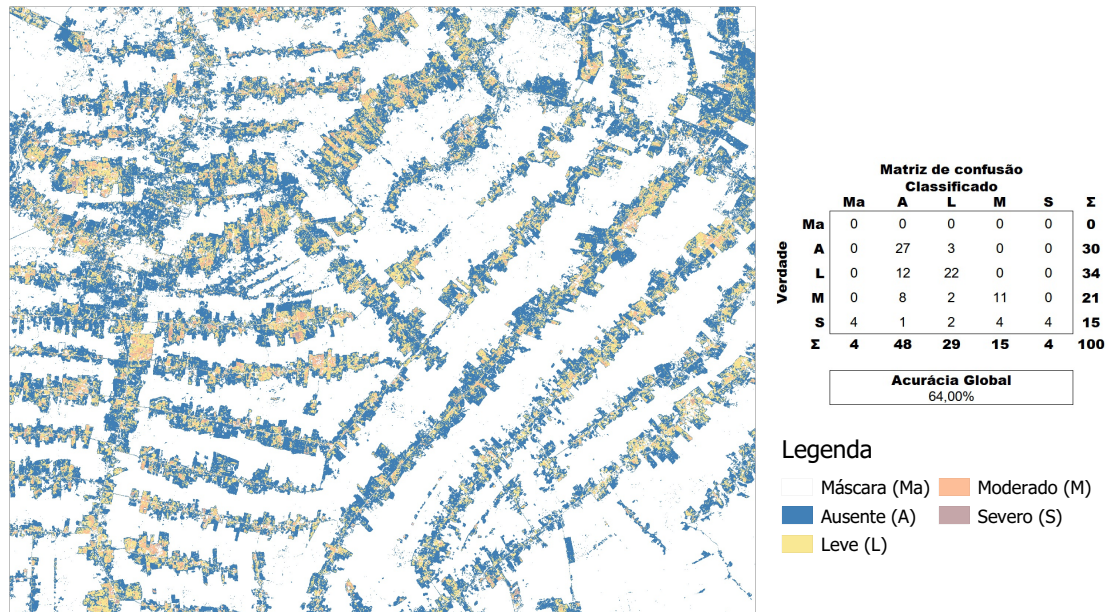 Matriz de confusão
Classificado
Ma A L M S Σ
Verdade
Ma 0 0 0 0 0 0
A 0 27 3 0 0 30
L 0 12 22 0 0 34
M 0 8 2 11 0 21
S 4 1 2 4 4 15
Σ 4 48 29 15 4 100
Acurácia Global
64,00%
Legenda
Máscara (Ma) Moderado (M)
Ausente (A) Severo (S)
Leve (L)